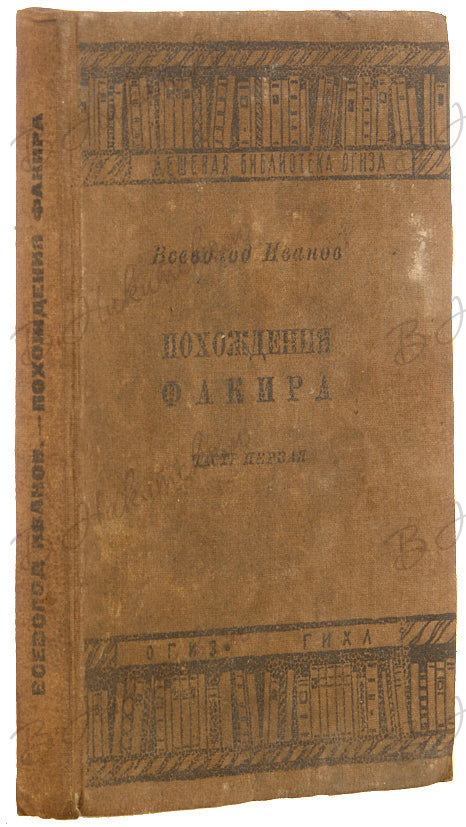 ВСЕВОЛОД ИВАНОВ. — ПОХОЖДЕНИЯ ФАКИРА
ДЕШЕВАЯ БИБЛИОТЕКА ОГИЗА
Всеволод Иванов
ПОХОЖДЕНИЯ
ФАКИРА
ЧАСТЬ ПЕРВАЯ
ОГИЗ • ГИХЛ